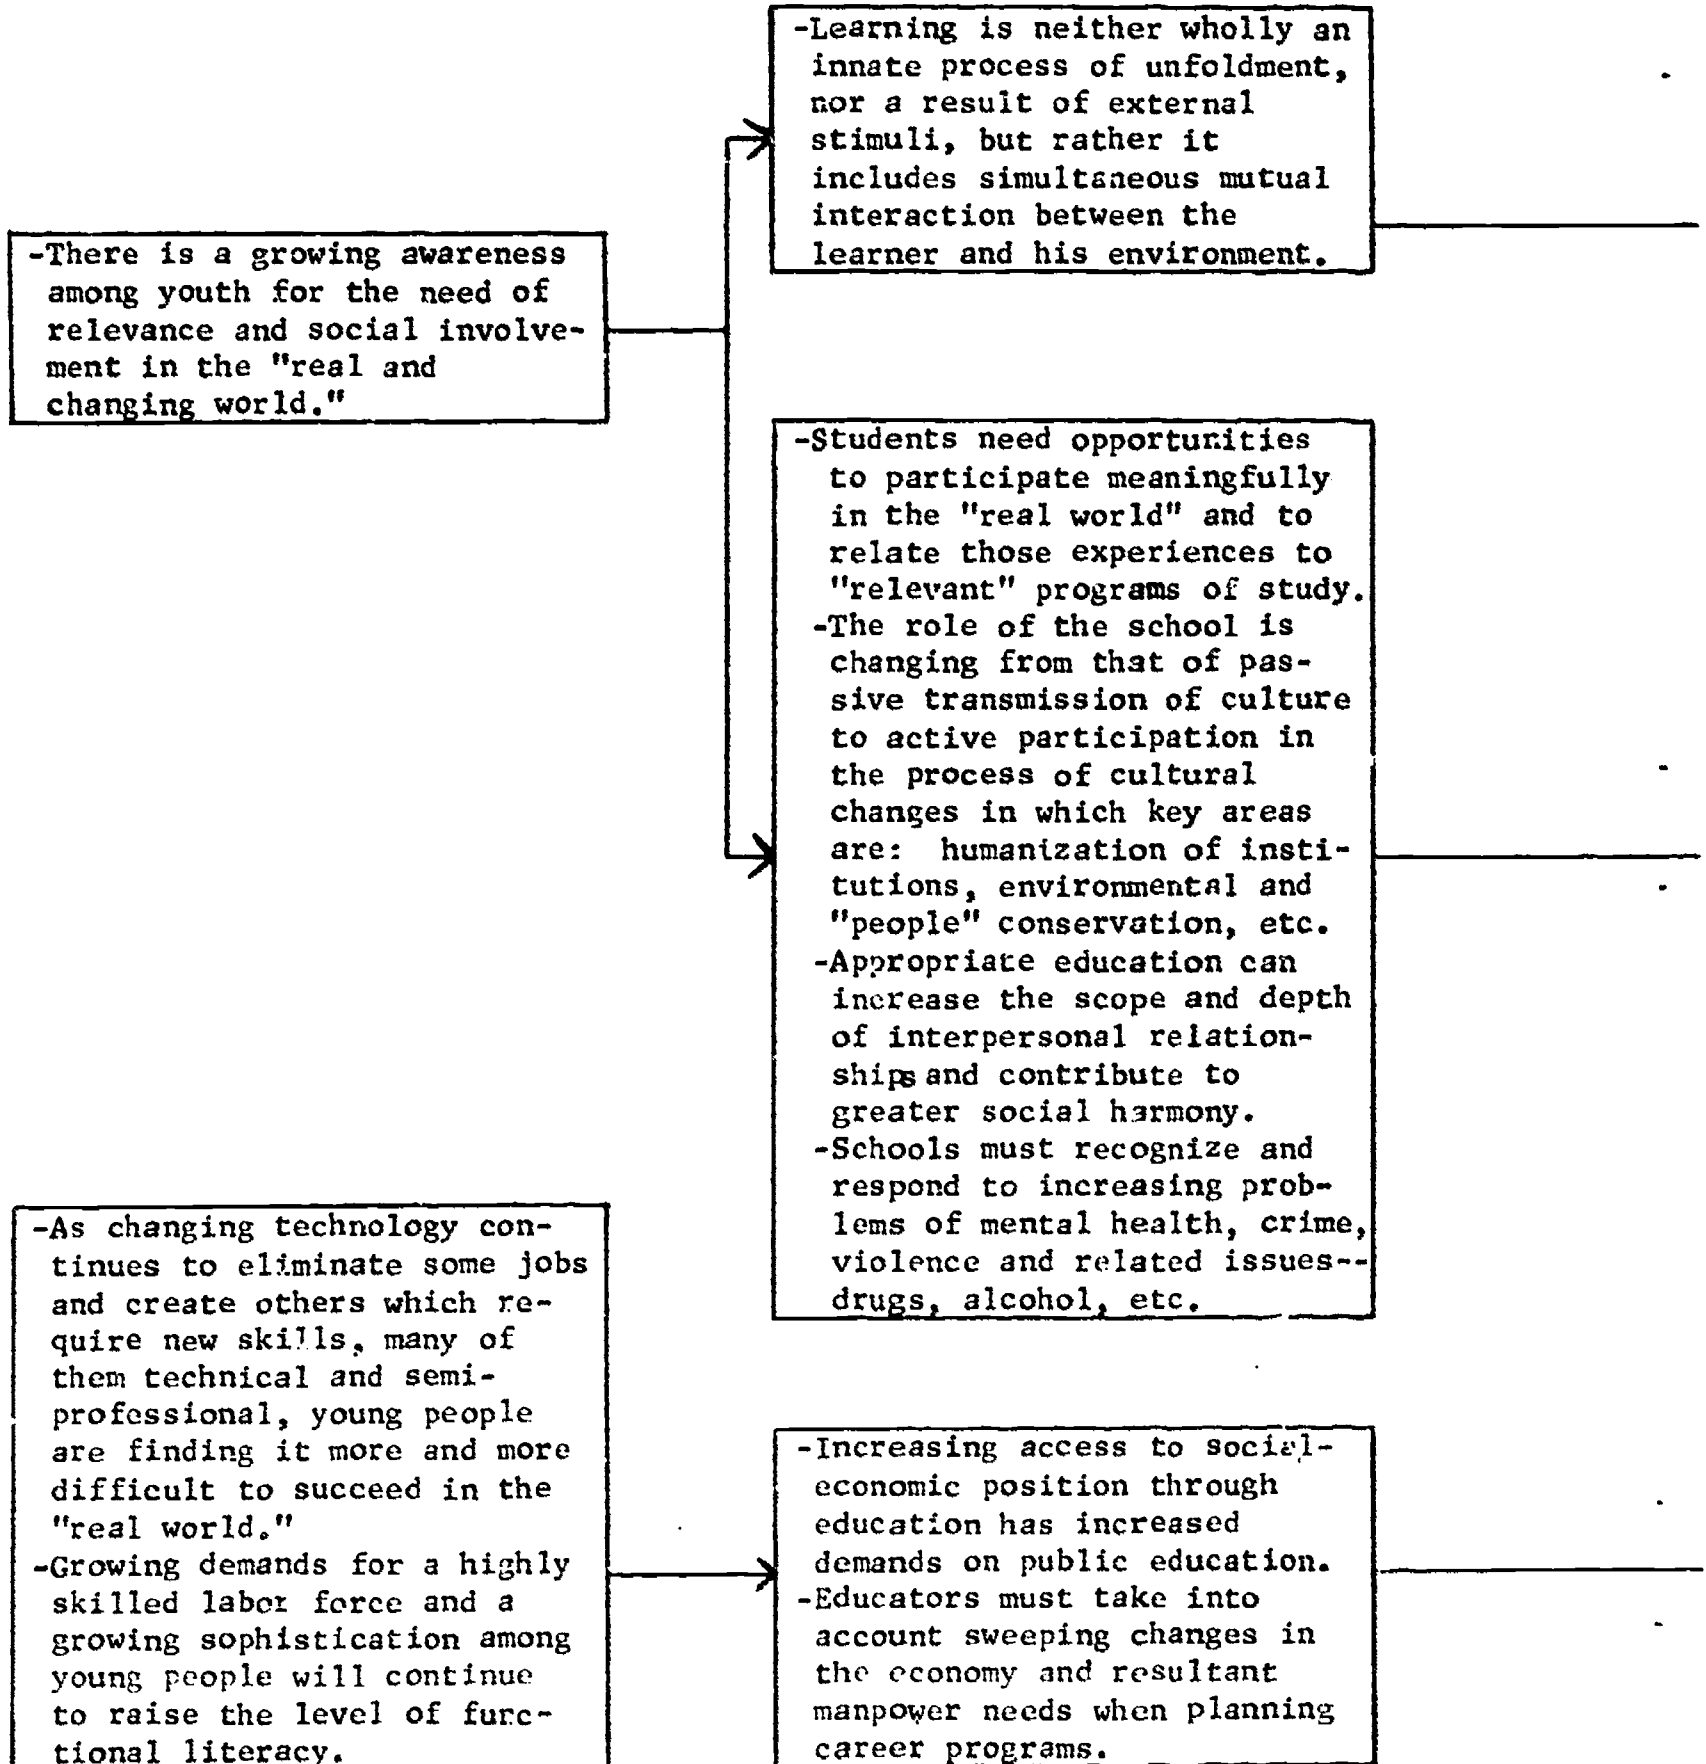 -There is a growing awareness
among youth for the need of
relevance and social involve-
ment in the "real and
changing world."
-Learning is neither wholly an
innate process of unfoldment,
nor a result of external
stimuli, but rather it
includes simultaneous mutual
interaction between the
learner and his environment.
-Students need opportunities
to participate meaningfully
in the "real world" and to
relate those experiences to
"relevant" programs of study.
-The role of the school is
changing from that of pas-
sive transmission of culture
to active participation in
the process of cultural
changes in which key areas
are: humanization of insti-
tutions, environmental and
"people" conservation, etc.
-Appropriate education can
increase the scope and depth
of interpersonal relation-
ships and contribute to
greater social harmony.
-Schools must recognize and
respond to increasing prob-
lems of mental health, crime,
violence and related issues--
drugs, alcohol, etc.
-As changing technology con-
tinues to eliminate some jobs
and create others which re-
quire new skills, many of
them technical and semi-
professional, young people
are finding it more and more
difficult to succeed in the
"real world."
-Growing demands for a highly
skilled labor force and a
growing sophistication among
young people will continue
to raise the level of func-
tional literacy.
-Increasing access to social-
economic position through
education has increased
demands on public education.
-Educators must take into
account sweeping changes in
the economy and resultant
manpower needs when planning
career programs.